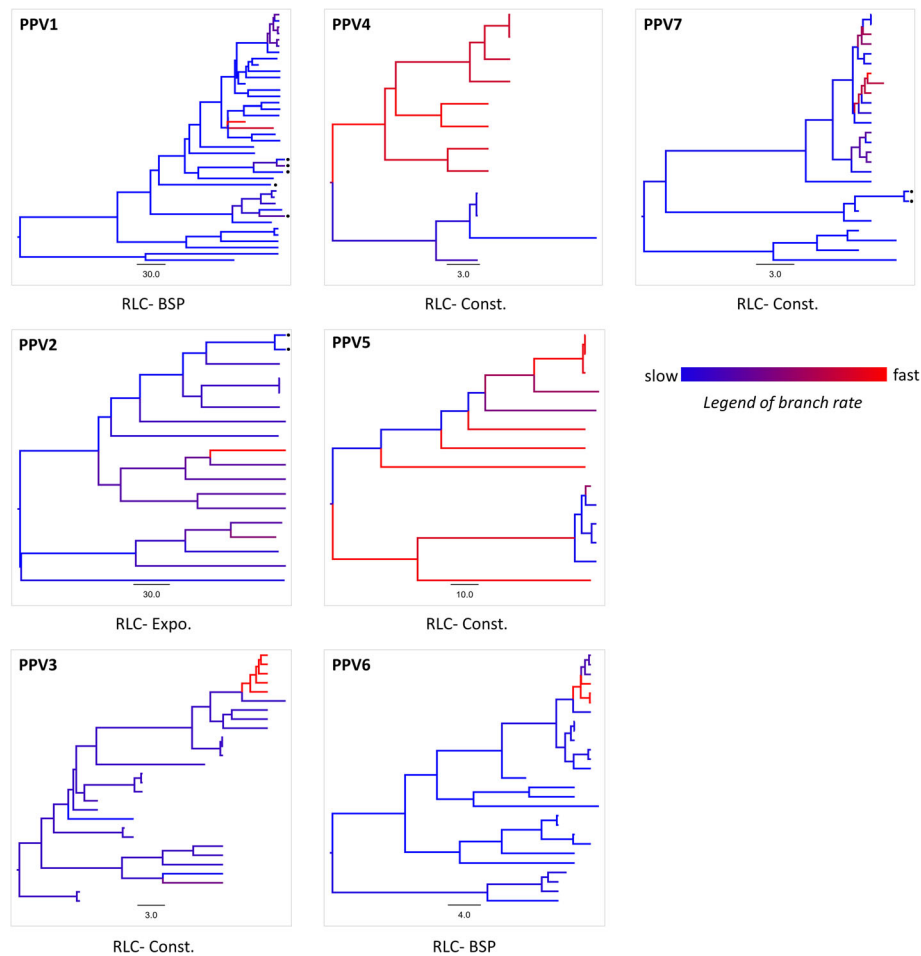 PPV1
30.0
RLC- BSP
PPV4
3.0
RLC- Const.
PPV7
3.0
RLC- Const.
PPV2
30.0
RLC- Expo.
PPV5
10.0
RLC- Const.
slow fast
Legend of branch rate
PPV3
3.0
RLC- Const.
PPV6
4.0
RLC- BSP